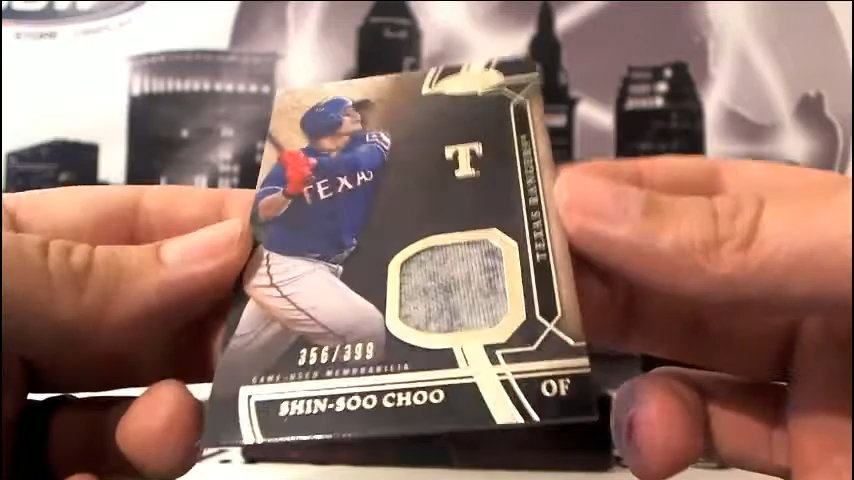 TEXAS
T
TEXAS RANGERS
356/399
GAME-USED MEMORABILIA
SHIN-SOO CHOO
OF